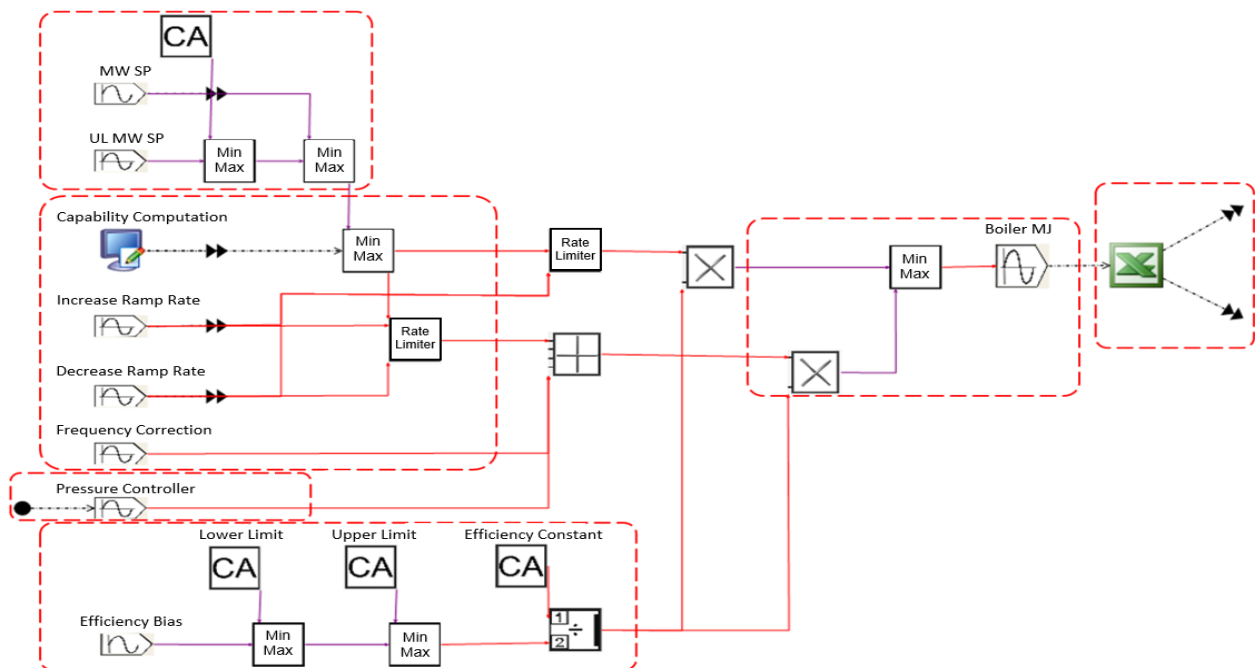 CA
MW SP
UL MW SP
Min
Max
Min
Max
Capability Computation
Min
Max
Rate
Limiter
Boiler MJ
Min
Max
Increase Ramp Rate
Rate
Limiter
Decrease Ramp Rate
Frequency Correction
Pressure Controller
Lower Limit
Upper Limit
Efficiency Constant
CA
CA
CA
1
2
Efficiency Bias
Min
Max
Min
Max